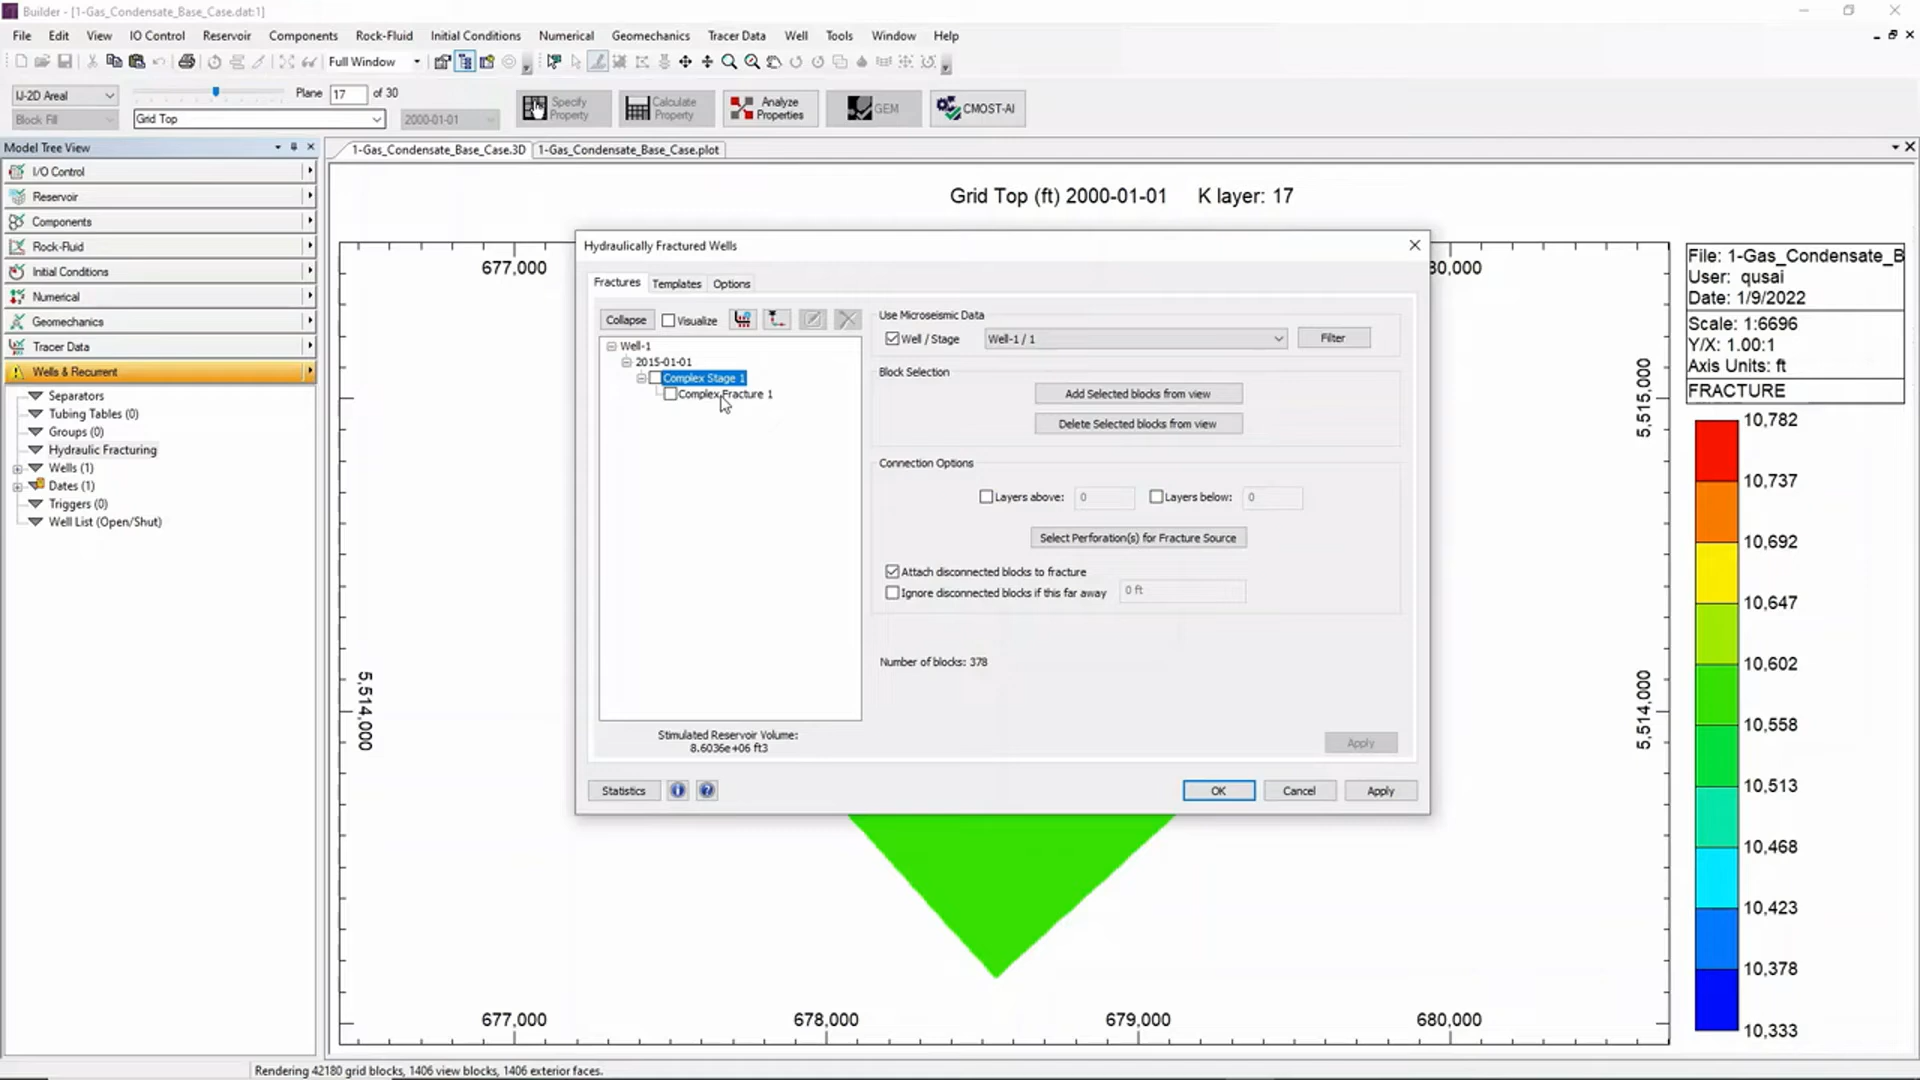 Builder - [1-Gas_Condensate_Base_Case.dat:1]
File Edit View IO Control Reservoir Components Rock-Fluid Initial Conditions Numerical Geomechanics Tracer Data Well Tools Window Help
Full Window
IJ-2D Areal
Plane 17 of 30
Block Fill
Grid Top
2000-01-01
Specify Property
Calculate Property
Analyze Properties
GEM
CMOST-AI
Model Tree View
I/O Control
Reservoir
Components
Rock-Fluid
Initial Conditions
Numerical
Geomechanics
Tracer Data
Wells & Recurrent
Separators
Tubing Tables (0)
Groups (0)
Hydraulic Fracturing
Wells (1)
Dates (1)
Triggers (0)
Well List (Open/Shut)
1-Gas_Condensate_Base_Case.3D
1-Gas_Condensate_Base_Case.plot
Grid Top (ft) 2000-01-01 K layer: 17
677,000
80,000
5,514,000
Hydraulically Fractured Wells
Fractures Templates Options
Collapse
Visualize
Well-1
2015-01-01
Complex Stage 1
Complex Fracture 1
Stimulated Reservoir Volume:
8.6036e+06 ft3
Use Microseismic Data
Well / Stage
Well-1 / 1
Filter
Block Selection
Add Selected blocks from view
Delete Selected blocks from view
Connection Options
Layers above: 0
Layers below: 0
Select Perforation(s) for Fracture Source
Attach disconnected blocks to fracture
Ignore disconnected blocks if this far away
0 ft
Number of blocks: 378
Apply
Statistics
OK
Cancel
Apply
5,515,000
5,514,000
677,000 678,000 679,000 680,000
File: 1-Gas_Condensate_B
User: qusai
Date: 1/9/2022
Scale: 1:6696
Y/X: 1.00:1
Axis Units: ft
FRACTURE
10,782
10,737
10,692
10,647
10,602
10,558
10,513
10,468
10,423
10,378
10,333
Rendering 42180 grid blocks, 1406 view blocks, 1406 exterior faces.